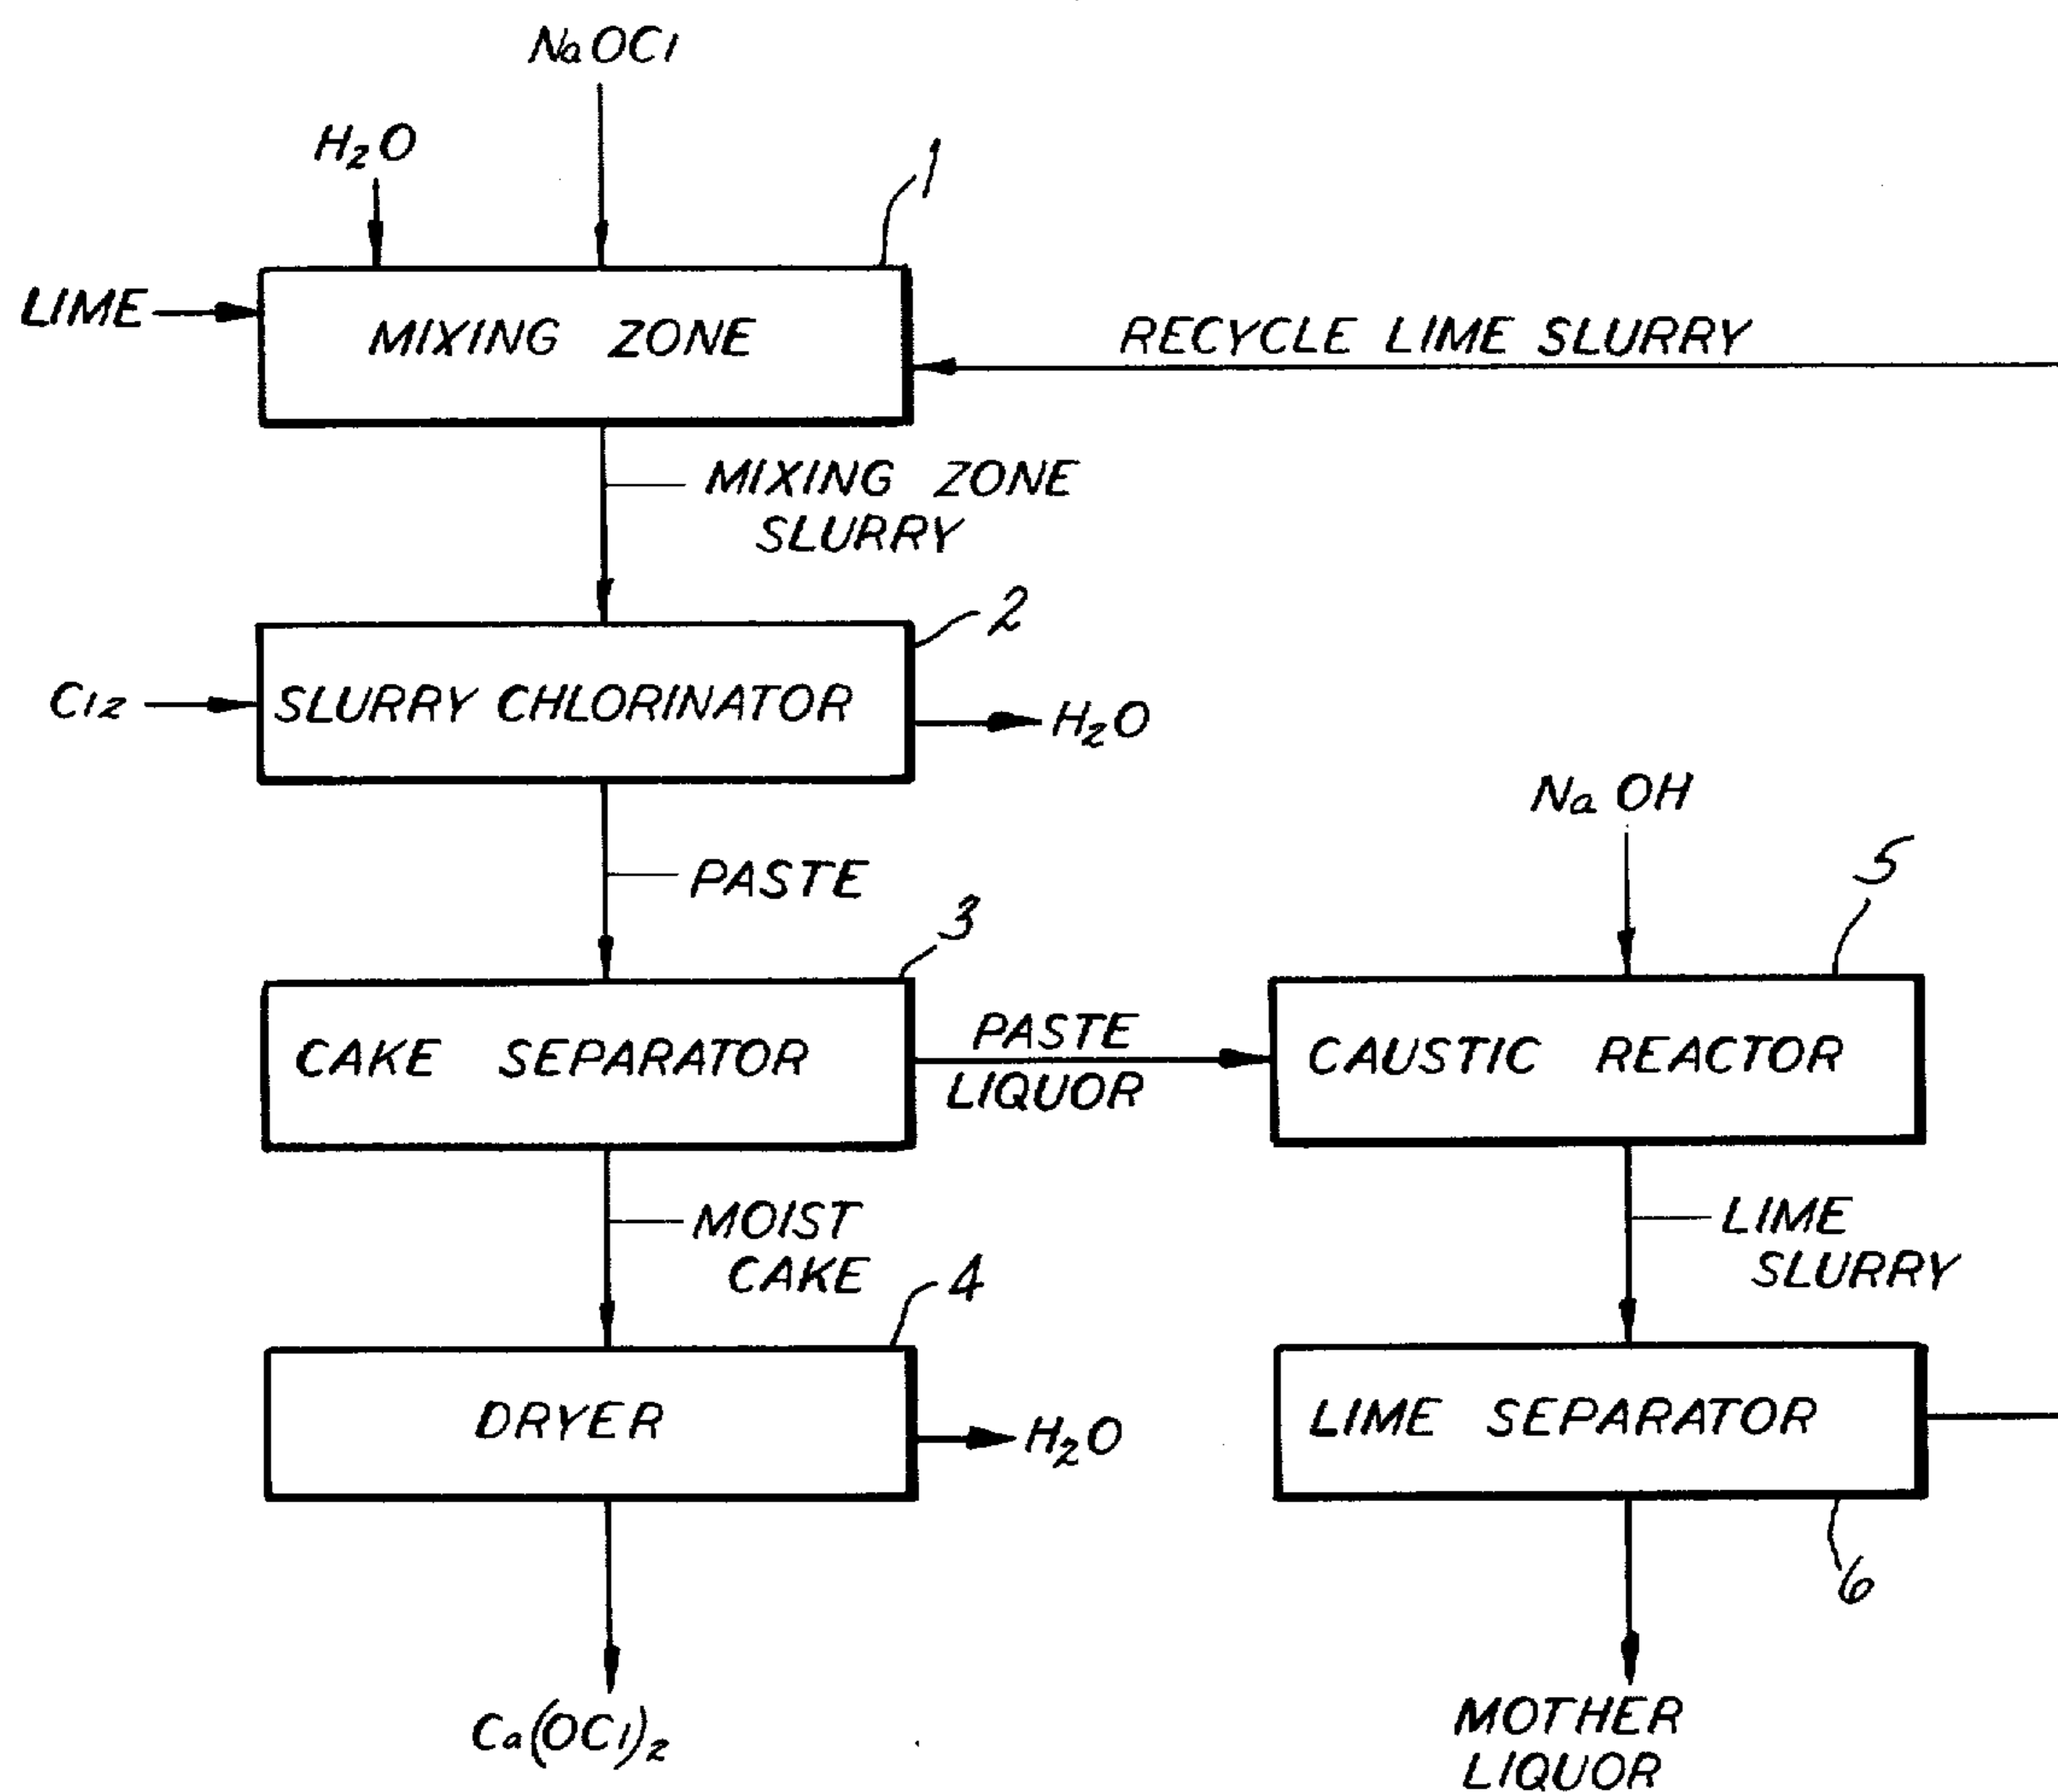 NaOCl
H₂O
1
LIME
MIXING ZONE
RECYCLE LIME SLURRY
MIXING ZONE
SLURRY
2
Cl₂
SLURRY CHLORINATOR
H₂O
NaOH
PASTE
5
3
CAKE SEPARATOR
PASTE
LIQUOR
CAUSTIC REACTOR
MOIST
CAKE
LIME
SLURRY
4
DRYER
H₂O
LIME SEPARATOR
6
Ca(OCl)₂
MOTHER
LIQUOR